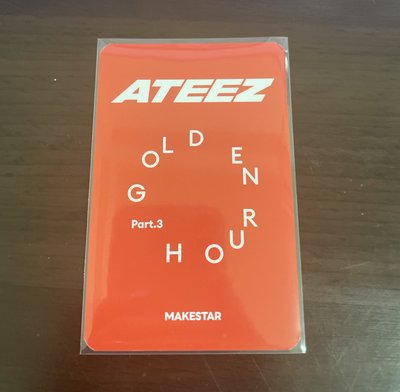 ATEEZ
GOLDEN
HOUR
Part.3
MAKESTAR